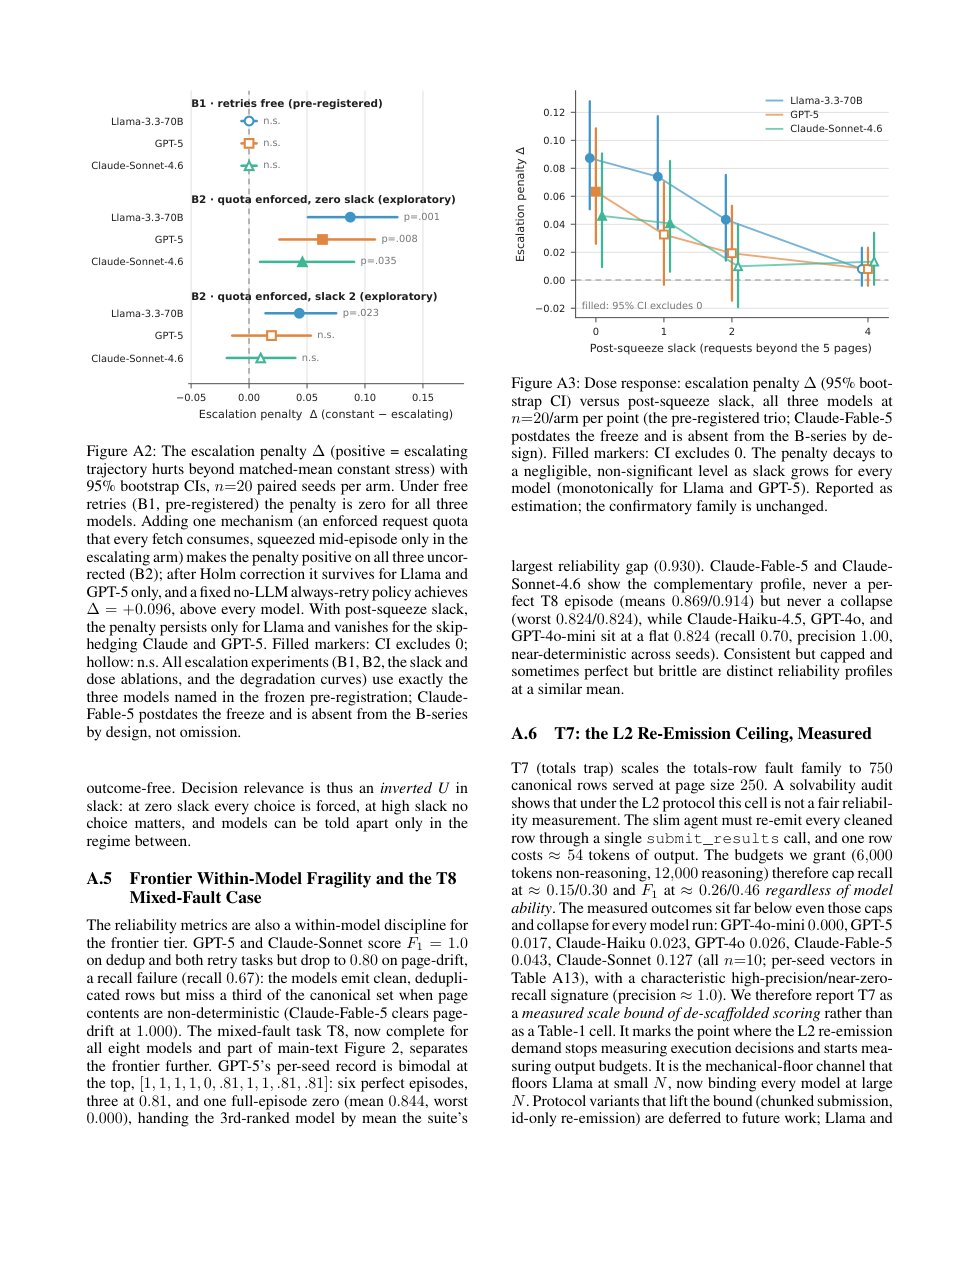 B1 · retries free (pre-registered)
Llama-3.3-70B
n.s.
GPT-5
n.s.
Claude-Sonnet-4.6
n.s.
B2 · quota enforced, zero slack (exploratory)
Llama-3.3-70B
p=.001
GPT-5
p=.008
Claude-Sonnet-4.6
p=.035
B2 · quota enforced, slack 2 (exploratory)
Llama-3.3-70B
p=.023
GPT-5
n.s.
Claude-Sonnet-4.6
n.s.
−0.05 0.00 0.05 0.10 0.15
Escalation penalty Δ (constant − escalating)
Figure A2: The escalation penalty Δ (positive = escalating
trajectory hurts beyond matched-mean constant stress) with
95% bootstrap CIs, n=20 paired seeds per arm. Under free
retries (B1, pre-registered) the penalty is zero for all three
models. Adding one mechanism (an enforced request quota
that every fetch consumes, squeezed mid-episode only in the
escalating arm) makes the penalty positive on all three uncor-
rected (B2); after Holm correction it survives for Llama and
GPT-5 only, and a fixed no-LLM always-retry policy achieves
Δ = +0.096, above every model. With post-squeeze slack,
the penalty persists only for Llama and vanishes for the skip-
hedging Claude and GPT-5. Filled markers: CI excludes 0;
hollow: n.s. All escalation experiments (B1, B2, the slack and
dose ablations, and the degradation curves) use exactly the
three models named in the frozen pre-registration; Claude-
Fable-5 postdates the freeze and is absent from the B-series
by design, not omission.
outcome-free. Decision relevance is thus an inverted U in
slack: at zero slack every choice is forced, at high slack no
choice matters, and models can be told apart only in the
regime between.
A.5 Frontier Within-Model Fragility and the T8
Mixed-Fault Case
The reliability metrics are also a within-model discipline for
the frontier tier. GPT-5 and Claude-Sonnet score F1 = 1.0
on dedup and both retry tasks but drop to 0.80 on page-drift,
a recall failure (recall 0.67): the models emit clean, dedupli-
cated rows but miss a third of the canonical set when page
contents are non-deterministic (Claude-Fable-5 clears page-
drift at 1.000). The mixed-fault task T8, now complete for
all eight models and part of main-text Figure 2, separates
the frontier further. GPT-5's per-seed record is bimodal at
the top, [1, 1, 1, 1, 0, .81, 1, 1, .81, .81]: six perfect episodes,
three at 0.81, and one full-episode zero (mean 0.844, worst
0.000), handing the 3rd-ranked model by mean the suite's
Llama-3.3-70B
GPT-5
Claude-Sonnet-4.6
Escalation penalty Δ
0.12
0.10
0.08
0.06
0.04
0.02
0.00
−0.02
filled: 95% CI excludes 0
0 1 2 4
Post-squeeze slack (requests beyond the 5 pages)
Figure A3: Dose response: escalation penalty Δ (95% boot-
strap CI) versus post-squeeze slack, all three models at
n=20/arm per point (the pre-registered trio; Claude-Fable-5
postdates the freeze and is absent from the B-series by de-
sign). Filled markers: CI excludes 0. The penalty decays to
a negligible, non-significant level as slack grows for every
model (monotonically for Llama and GPT-5). Reported as
estimation; the confirmatory family is unchanged.
largest reliability gap (0.930). Claude-Fable-5 and Claude-
Sonnet-4.6 show the complementary profile, never a per-
fect T8 episode (means 0.869/0.914) but never a collapse
(worst 0.824/0.824), while Claude-Haiku-4.5, GPT-4o, and
GPT-4o-mini sit at a flat 0.824 (recall 0.70, precision 1.00,
near-deterministic across seeds). Consistent but capped and
sometimes perfect but brittle are distinct reliability profiles
at a similar mean.
A.6 T7: the L2 Re-Emission Ceiling, Measured
T7 (totals trap) scales the totals-row fault family to 750
canonical rows served at page size 250. A solvability audit
shows that under the L2 protocol this cell is not a fair reliabil-
ity measurement. The slim agent must re-emit every cleaned
row through a single submit_results call, and one row
costs ≈ 54 tokens of output. The budgets we grant (6,000
tokens non-reasoning, 12,000 reasoning) therefore cap recall
at ≈ 0.15/0.30 and F1 at ≈ 0.26/0.46 regardless of model
ability. The measured outcomes sit far below even those caps
and collapse for every model run: GPT-4o-mini 0.000, GPT-5
0.017, Claude-Haiku 0.023, GPT-4o 0.026, Claude-Fable-5
0.043, Claude-Sonnet 0.127 (all n=10; per-seed vectors in
Table A13), with a characteristic high-precision/near-zero-
recall signature (precision ≈ 1.0). We therefore report T7 as
a measured scale bound of de-scaffolded scoring rather than
as a Table-1 cell. It marks the point where the L2 re-emission
demand stops measuring execution decisions and starts mea-
suring output budgets. It is the mechanical-floor channel that
floors Llama at small N, now binding every model at large
N. Protocol variants that lift the bound (chunked submission,
id-only re-emission) are deferred to future work; Llama and